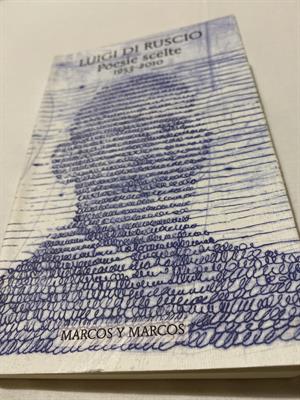 LUIGI DI RUSCIO
Poesie scelte
1953-2010
MARCOS Y MARCOS